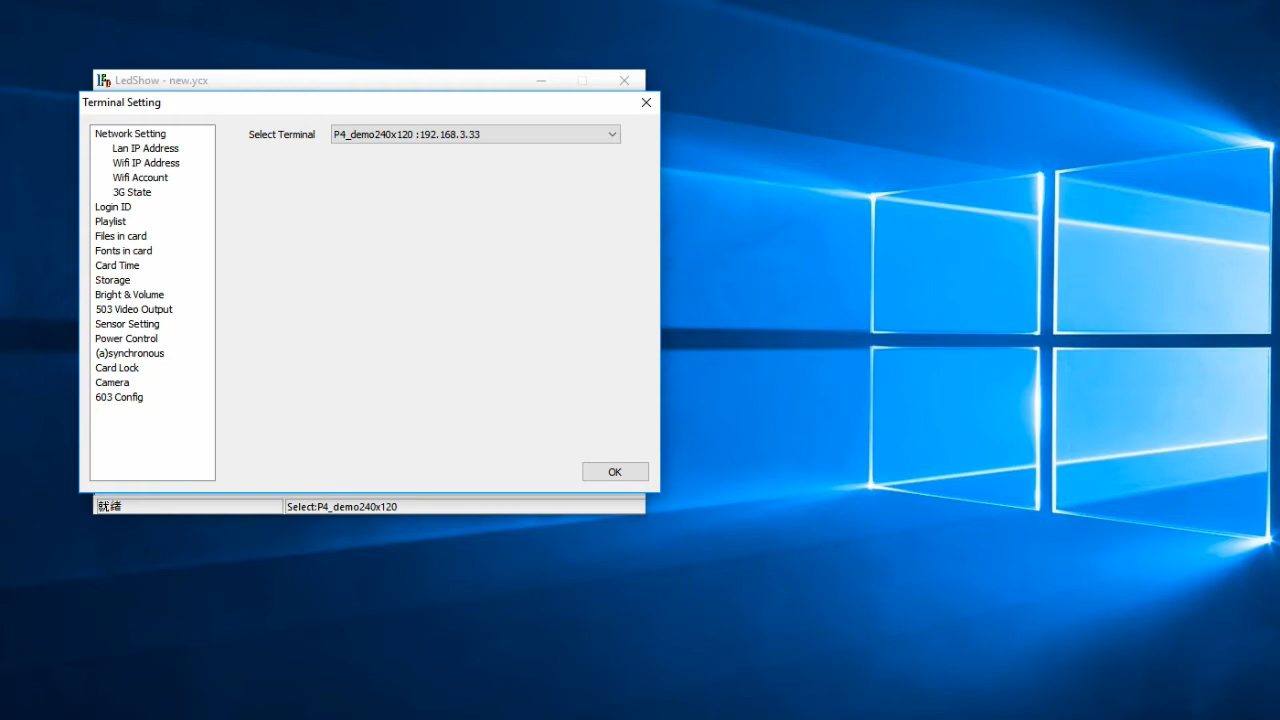 LedShow - new.ycx
Terminal Setting
Network Setting
Lan IP Address
Wifi IP Address
Wifi Account
3G State
Login ID
Playlist
Files in card
Fonts in card
Card Time
Storage
Bright & Volume
503 Video Output
Sensor Setting
Power Control
(a)synchronous
Card Lock
Camera
603 Config
Select Terminal P4_demo240x120 :192.168.3.33
OK
就绪 Select:P4_demo240x120